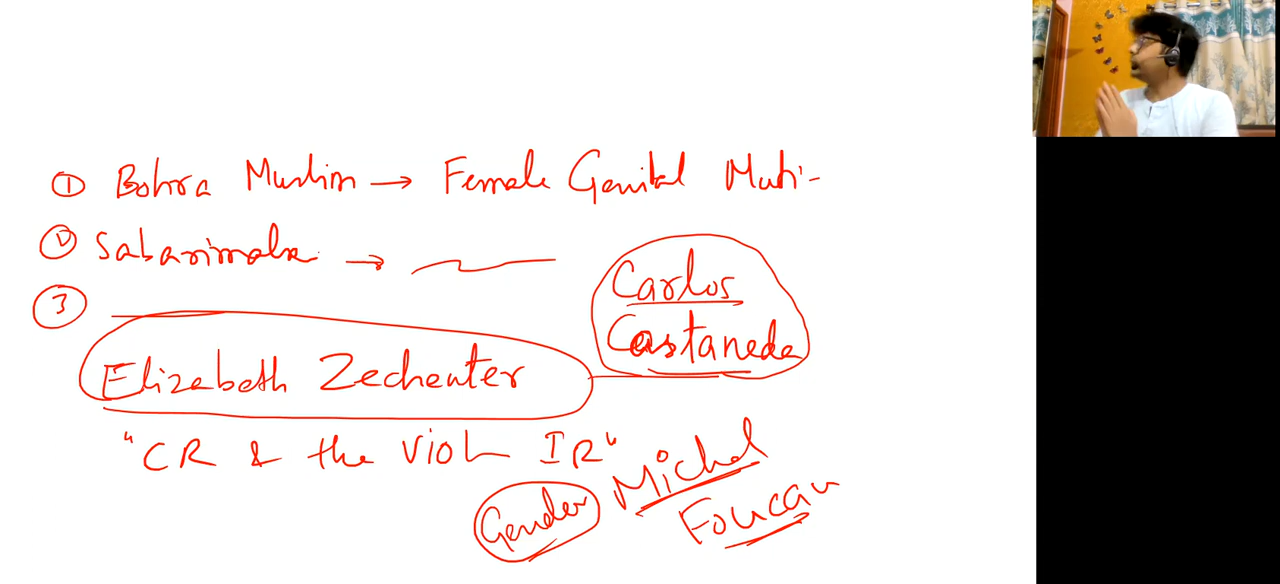 ① Bohra Muslim → Female Genital Muti-
② Sabarimala →
③
Carlos
Castaneda
Elizabeth Zechenter
"CR & the Viol IR"
Gender
Michel
Foucau